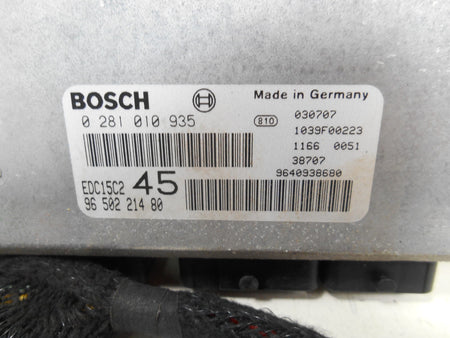 BOSCH
Made in Germany
0 281 010 935
810
030707
1039F00223
1166 0051
38707
9640938680
EDC15C2 45
96 502 214 80